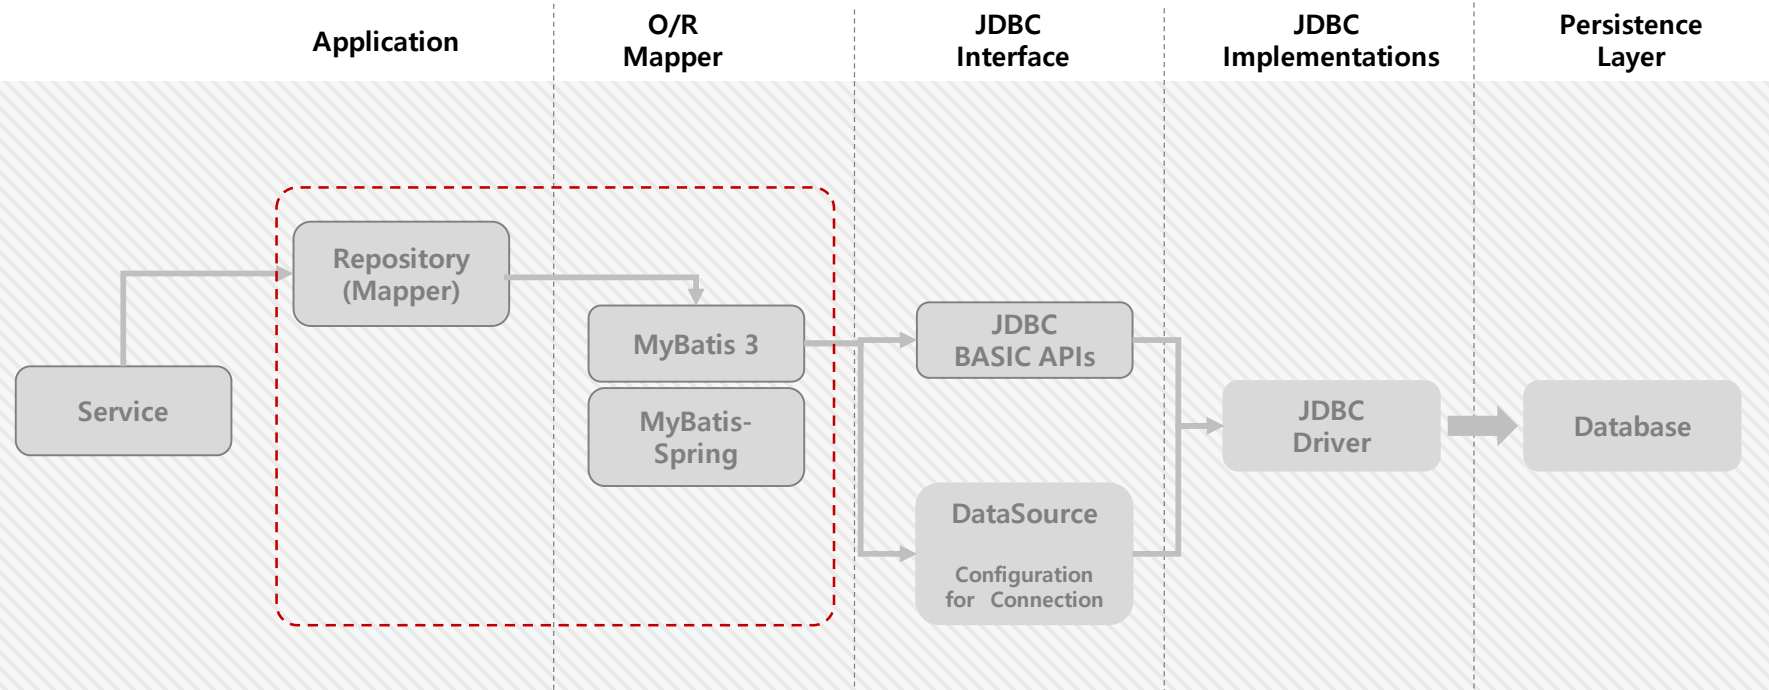 Application
O/R
Mapper
JDBC
Interface
JDBC
Implementations
Persistence
Layer
Repository
(Mapper)
MyBatis 3
MyBatis-
Spring
Service
JDBC
BASIC APIs
DataSource
Configuration
for Connection
JDBC
Driver
Database